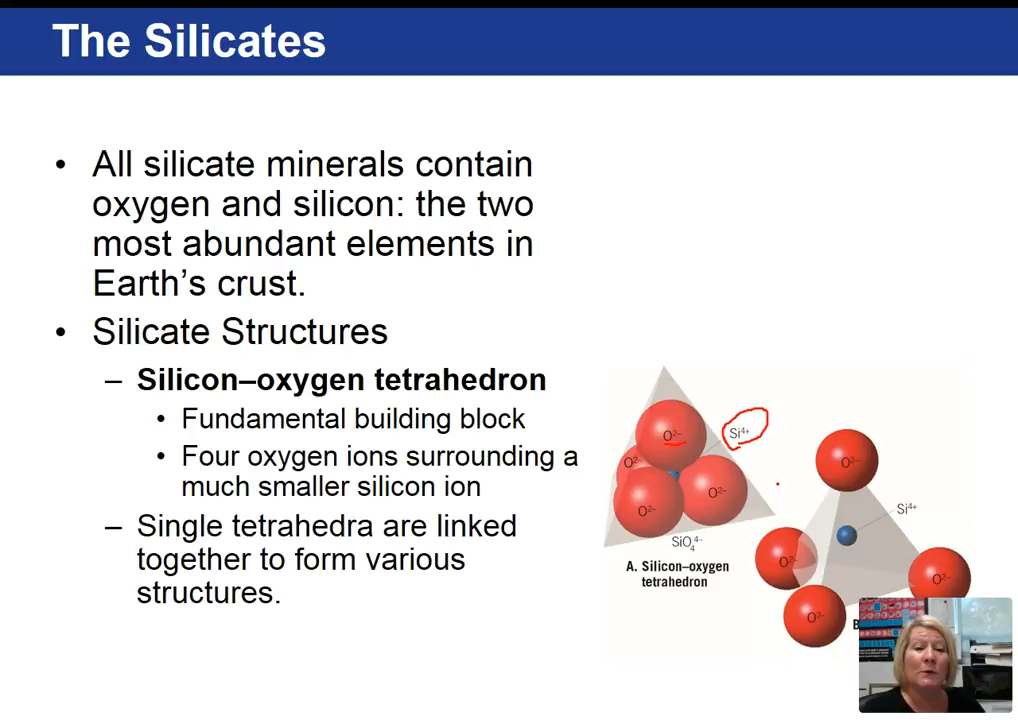 The Silicates
• All silicate minerals contain
oxygen and silicon: the two
most abundant elements in
Earth’s crust.
• Silicate Structures
– Silicon–oxygen tetrahedron
• Fundamental building block
• Four oxygen ions surrounding a
much smaller silicon ion
– Single tetrahedra are linked
together to form various
structures.
O²⁻
Si⁴⁺
O²⁻
O²⁻
O²⁻
SiO₄⁴⁻
A. Silicon–oxygen
tetrahedron
O²⁻
Si⁴⁺
O²⁻
O²⁻
O²⁻